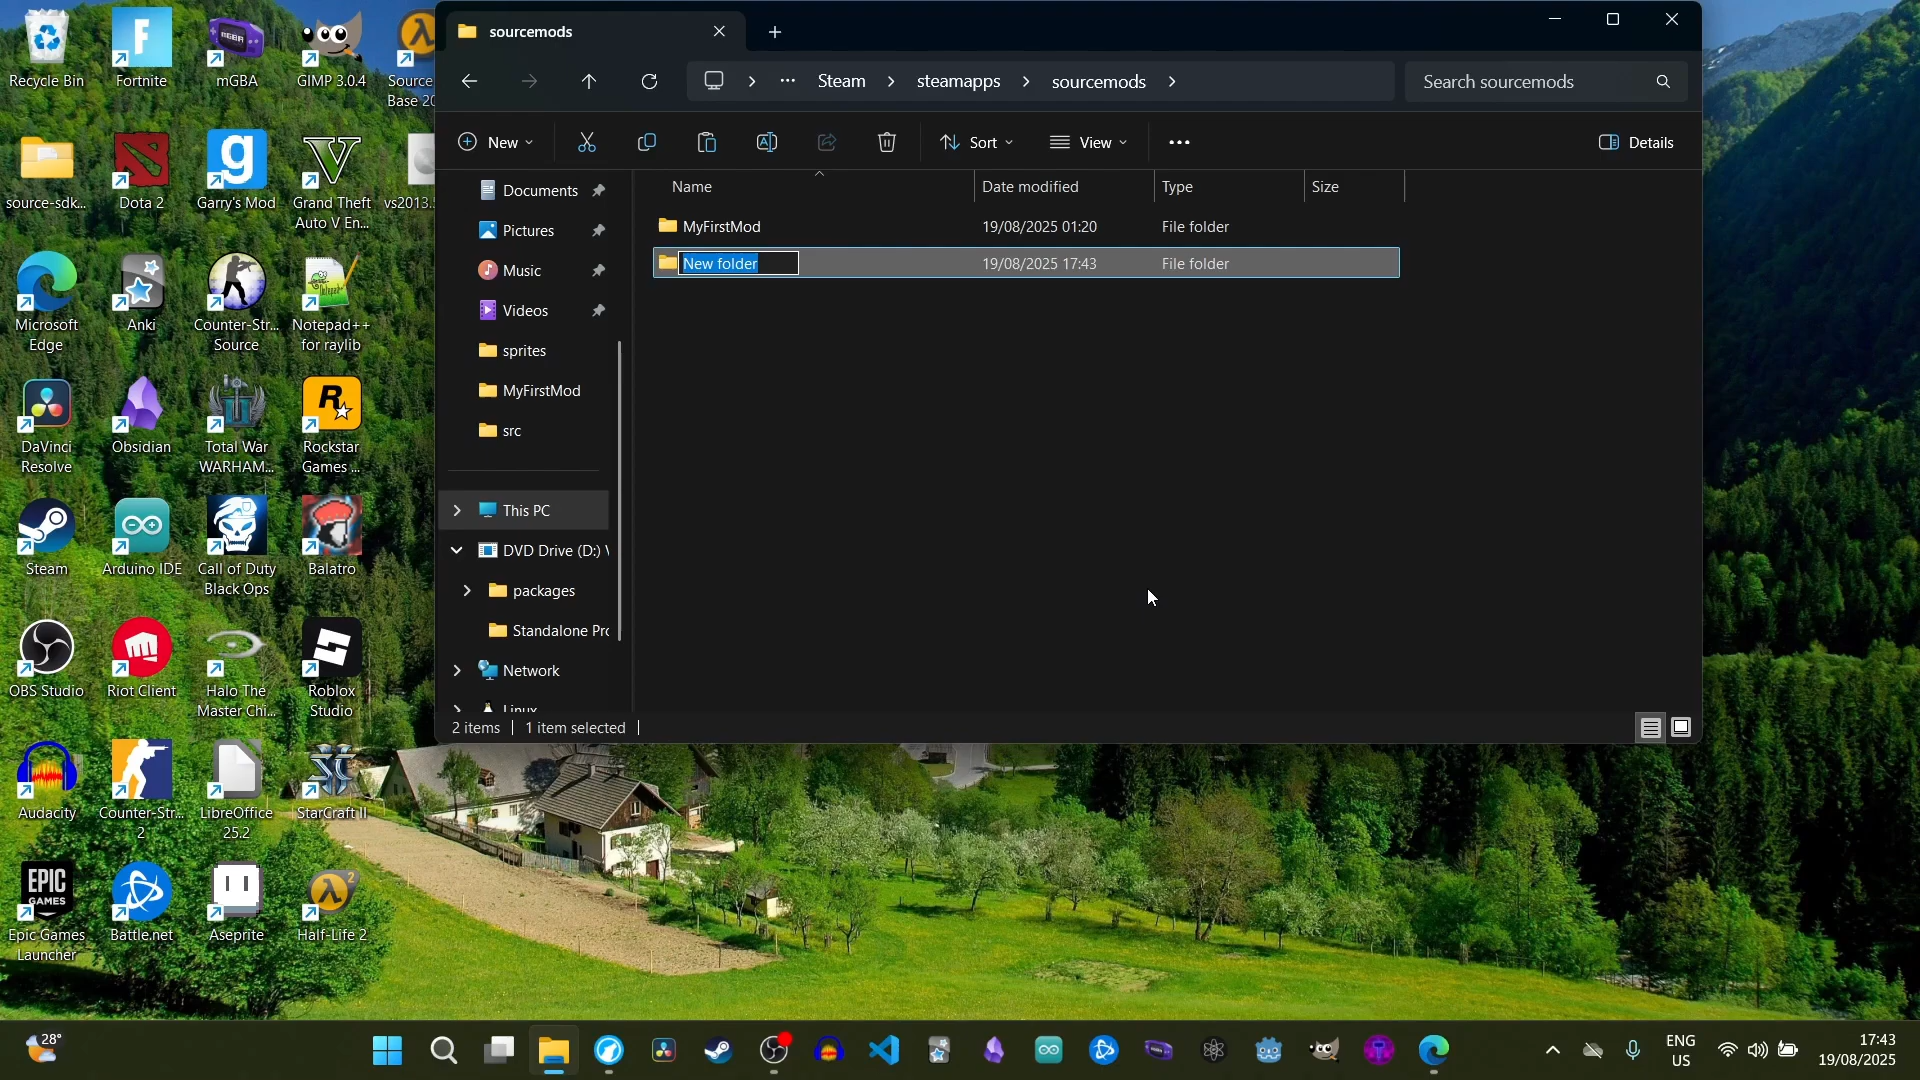 sourcemods
Steam
steamapps
sourcemods
Search sourcemods
New
Sort
View
Details
Name
Date modified
Type
Size
MyFirstMod
19/08/2025 01:20
File folder
New folder
19/08/2025 17:43
File folder
Documents
Pictures
Music
Videos
sprites
MyFirstMod
src
This PC
DVD Drive (D:)
packages
Standalone
Network
Linux
2 items
1 item selected
Recycle Bin
Fortnite
mGBA
GIMP 3.0.4
Source
Base
source-sdk...
Dota 2
Garry's Mod
Grand Theft
Auto V En...
vs2013.
Microsoft
Edge
Anki
Counter-Str...
Source
Notepad++
for raylib
DaVinci
Resolve
Obsidian
Total War
WARHAM...
Rockstar
Games ...
Steam
Arduino IDE
Call of Duty
Black Ops
Balatro
OBS Studio
Riot Client
Halo The
Master Chi...
Roblox
Studio
Audacity
Counter-Str...
2
LibreOffice
25.2
StarCraft II
EPIC
GAMES
Epic Games
Launcher
Battle.net
Aseprite
Half-Life 2
28°
ENG
US
17:43
19/08/2025